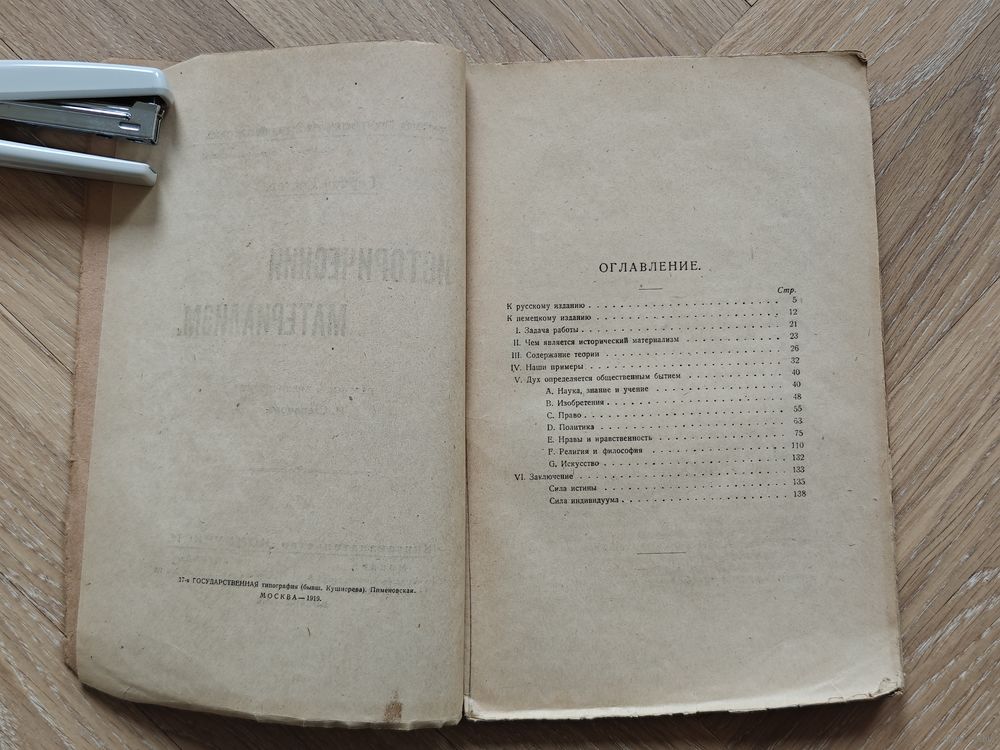 ИСТОРИЧЕСКИЙ
МАТЕРИАЛИЗМ.
17-я ГОСУДАРСТВЕННАЯ типография (бывш. Кушнерева). Пименовская.
МОСКВА—1919.
ОГЛАВЛЕНИЕ.
Стр.
К русскому изданию 5
К немецкому изданию 12
I. Задача работы 21
II. Чем является исторический материализм 23
III. Содержание теории 26
IV. Наши примеры 32
V. Дух определяется общественным бытием 40
A. Наука, знание и учение 40
B. Изобретения 48
C. Право 55
D. Политика 63
E. Нравы и нравственность 75
F. Религия и философия 110
G. Искусство 132
VI. Заключение 133
Сила истины 135
Сила индивидуума 138